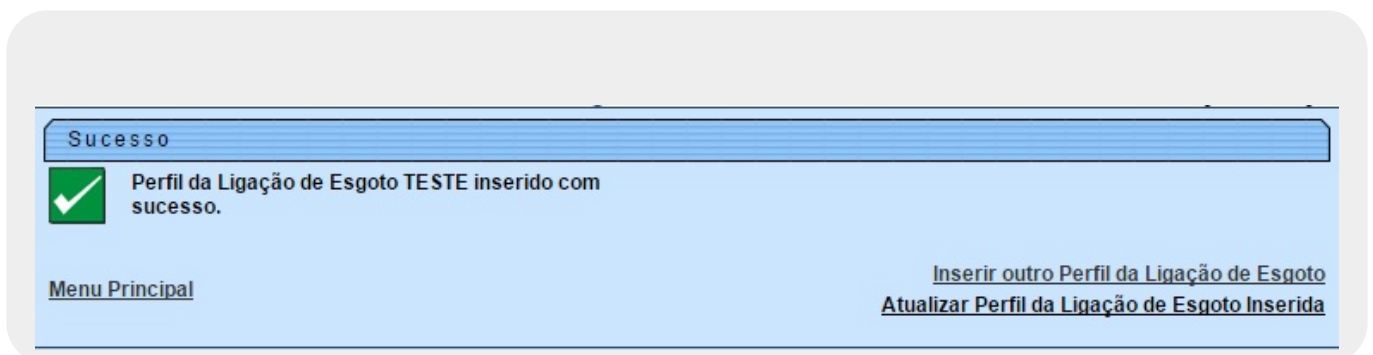 Sucesso
Perfil da Ligação de Esgoto TESTE inserido com
sucesso.
Inserir outro Perfil da Ligação de Esgoto
Menu Principal
Atualizar Perfil da Ligação de Esgoto Inserida